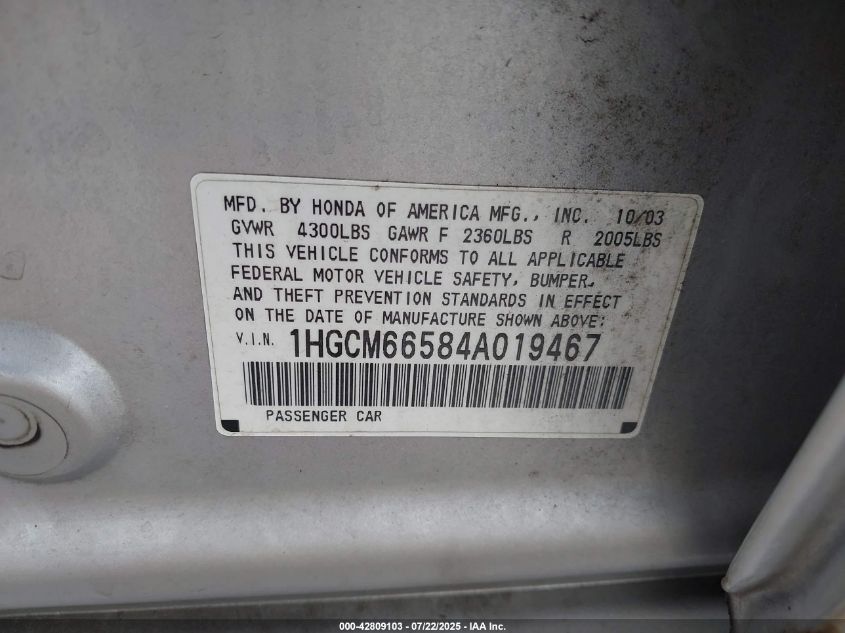 MFD. BY HONDA OF AMERICA MFG., INC. 10/03
GVWR 4300LBS GAWR F 2360LBS R 2005LBS
THIS VEHICLE CONFORMS TO ALL APPLICABLE
FEDERAL MOTOR VEHICLE SAFETY, BUMPER,
AND THEFT PREVENTION STANDARDS IN EFFECT
ON THE DATE OF MANUFACTURE SHOWN ABOVE:
V.I.N. 1HGCM66584A019467
PASSENGER CAR
000-42809103 - 07/22/2025 - IAA Inc.